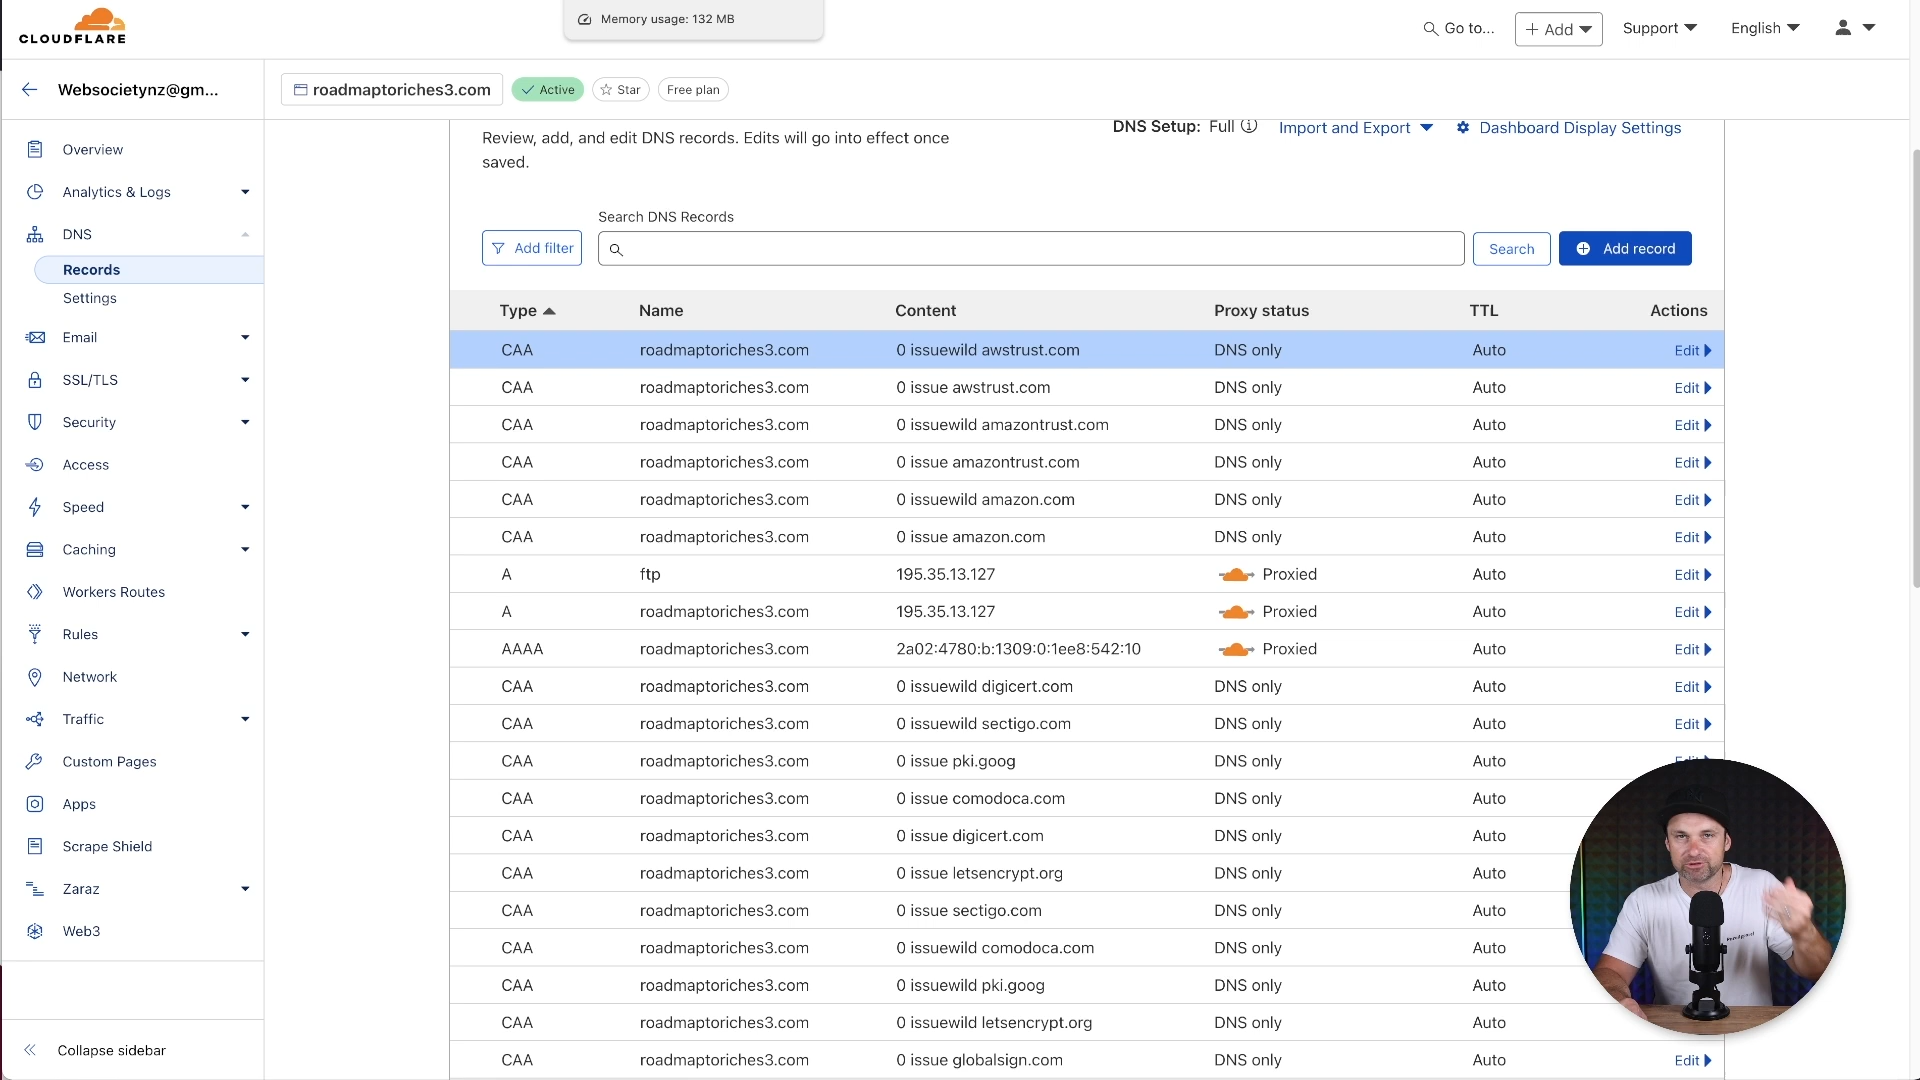 CLOUDFLARE
Memory usage: 132 MB
Go to...
+ Add
Support
English
Websocietynz@gm...
roadmaptoriches3.com
Active
Star
Free plan
Overview
Analytics & Logs
DNS
Records
Settings
Email
SSL/TLS
Security
Access
Speed
Caching
Workers Routes
Rules
Network
Traffic
Custom Pages
Apps
Scrape Shield
Zaraz
Web3
Collapse sidebar
Review, add, and edit DNS records. Edits will go into effect once
saved.
DNS Setup: Full
Import and Export
Dashboard Display Settings
Search DNS Records
Add filter
Search
Add record
Type Name Content Proxy status TTL Actions
CAA roadmaptoriches3.com 0 issuewild awstrust.com DNS only Auto Edit
CAA roadmaptoriches3.com 0 issue awstrust.com DNS only Auto Edit
CAA roadmaptoriches3.com 0 issuewild amazontrust.com DNS only Auto Edit
CAA roadmaptoriches3.com 0 issue amazontrust.com DNS only Auto Edit
CAA roadmaptoriches3.com 0 issuewild amazon.com DNS only Auto Edit
CAA roadmaptoriches3.com 0 issue amazon.com DNS only Auto Edit
A ftp 195.35.13.127 Proxied Auto Edit
A roadmaptoriches3.com 195.35.13.127 Proxied Auto Edit
AAAA roadmaptoriches3.com 2a02:4780:b:1309:0:1ee8:542:10 Proxied Auto Edit
CAA roadmaptoriches3.com 0 issuewild digicert.com DNS only Auto Edit
CAA roadmaptoriches3.com 0 issuewild sectigo.com DNS only Auto Edit
CAA roadmaptoriches3.com 0 issue pki.goog DNS only Auto Edit
CAA roadmaptoriches3.com 0 issue comodoca.com DNS only Auto
CAA roadmaptoriches3.com 0 issue digicert.com DNS only Auto
CAA roadmaptoriches3.com 0 issue letsencrypt.org DNS only Auto
CAA roadmaptoriches3.com 0 issue sectigo.com DNS only Auto
CAA roadmaptoriches3.com 0 issuewild comodoca.com DNS only Auto
CAA roadmaptoriches3.com 0 issuewild pki.goog DNS only Auto
CAA roadmaptoriches3.com 0 issuewild letsencrypt.org DNS only Auto
CAA roadmaptoriches3.com 0 issue globalsign.com DNS only Auto Edit